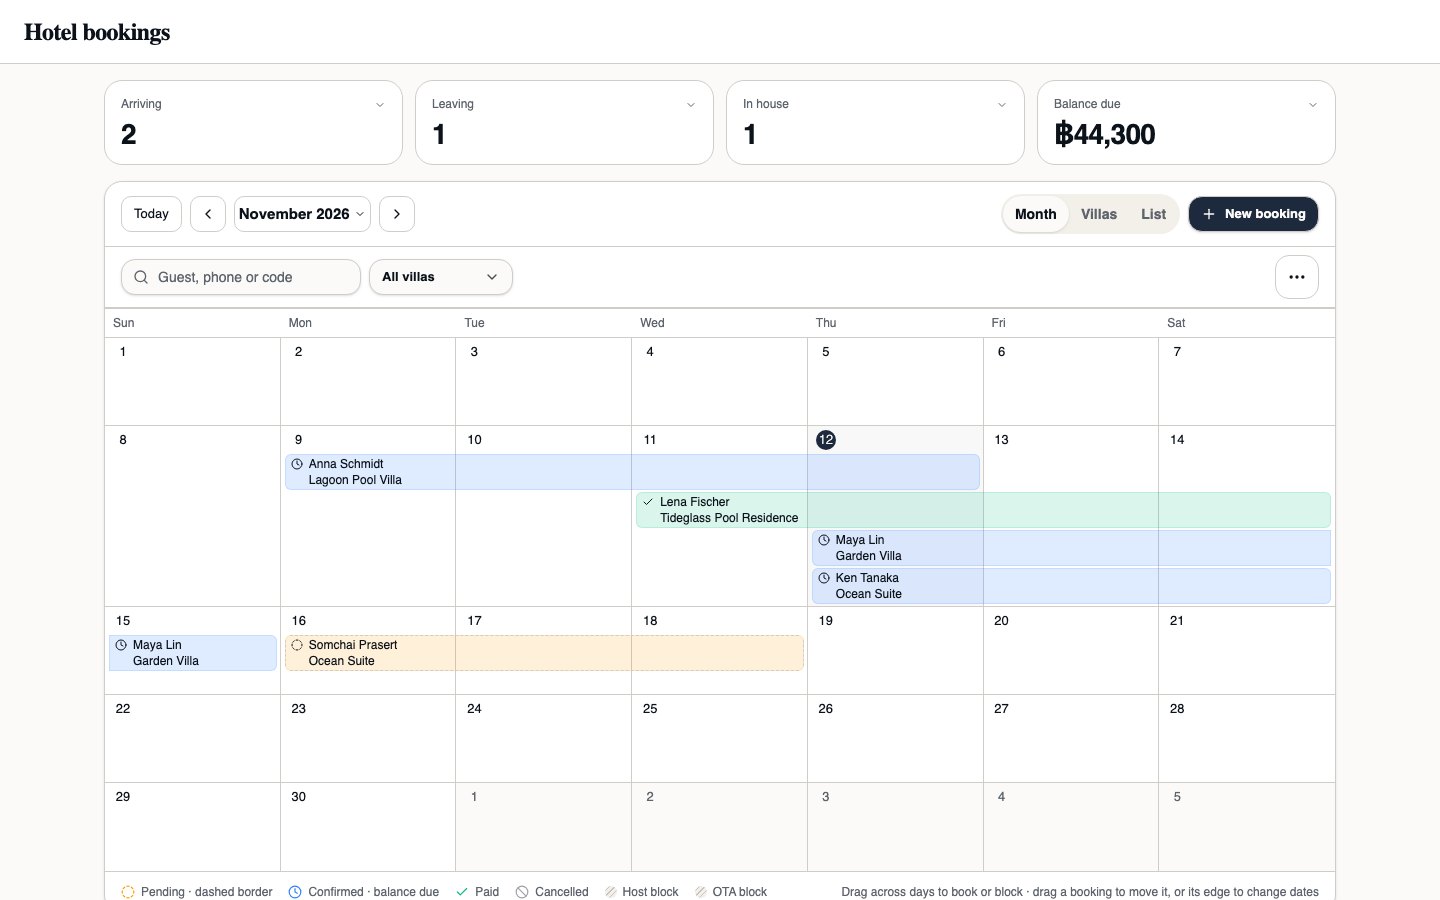 Hotel bookings
Arriving
2
Leaving
1
In house
1
Balance due
฿44,300
Today
November 2026
Month
Villas
List
New booking
Guest, phone or code
All villas
Sun Mon Tue Wed Thu Fri Sat
1 2 3 4 5 6 7
8 9 10 11 12 13 14
Anna Schmidt
Lagoon Pool Villa
Lena Fischer
Tideglass Pool Residence
Maya Lin
Garden Villa
Ken Tanaka
Ocean Suite
15 16 17 18 19 20 21
Maya Lin
Garden Villa
Somchai Prasert
Ocean Suite
22 23 24 25 26 27 28
29 30 1 2 3 4 5
Pending · dashed border
Confirmed · balance due
Paid
Cancelled
Host block
OTA block
Drag across days to book or block · drag a booking to move it, or its edge to change dates